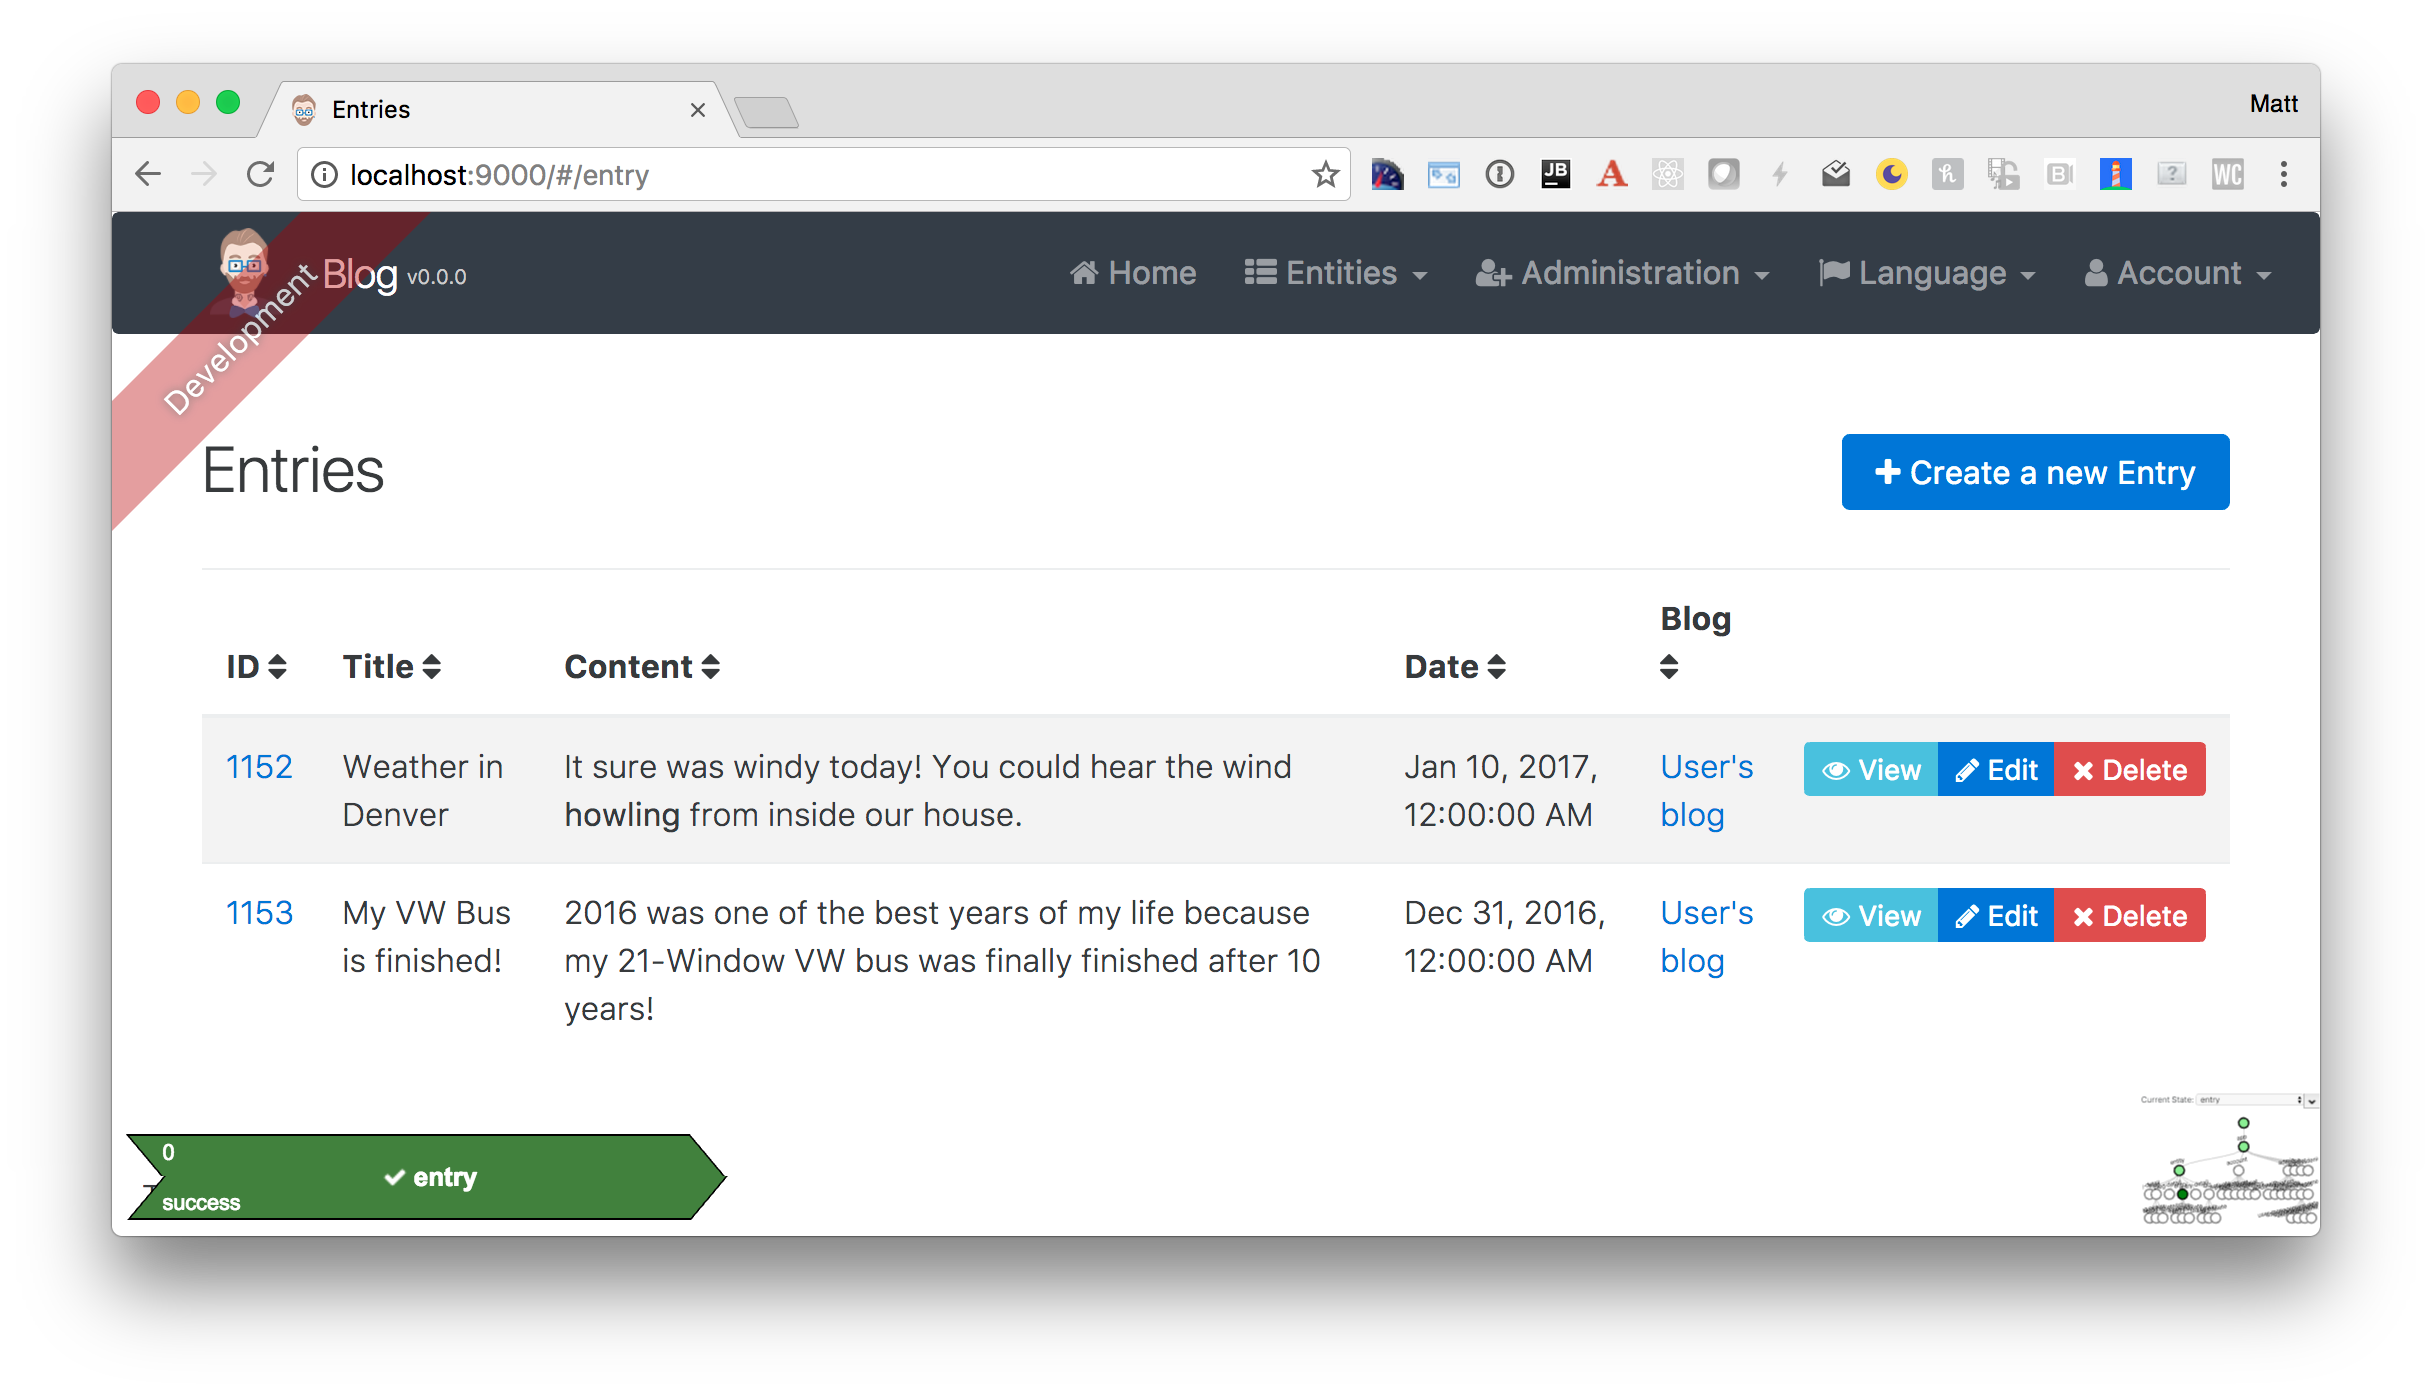 Entries
Matt
localhost:9000/#/entry
JB
A
h
B
?
WC
Development
Blog v0.0.0
Home
Entities
Administration
Language
Account
Entries
Create a new Entry
ID
Title
Content
Date
Blog
1152
Weather in
Denver
It sure was windy today! You could hear the wind
howling from inside our house.
Jan 10, 2017,
12:00:00 AM
User's
blog
View
Edit
Delete
1153
My VW Bus
is finished!
2016 was one of the best years of my life because
my 21-Window VW bus was finally finished after 10
years!
Dec 31, 2016,
12:00:00 AM
User's
blog
View
Edit
Delete
0
entry
success
Current State: entry
entity
account